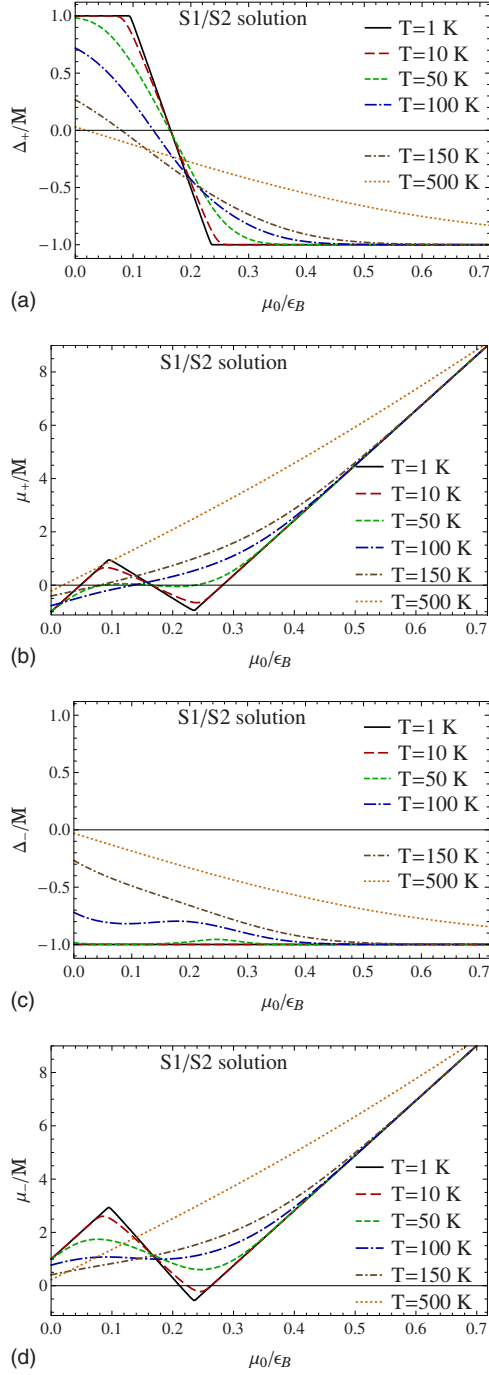 S1/S2 solution
1.0
0.5
0.0
−0.5
−1.0
Δ₊/M
T=1 K
T=10 K
T=50 K
T=100 K
T=150 K
T=500 K
0.0 0.1 0.2 0.3 0.4 0.5 0.6 0.7
(a)
μ₀/ϵ_B
S1/S2 solution
8
6
4
2
0
μ₊/M
T=1 K
T=10 K
T=50 K
T=100 K
T=150 K
T=500 K
0.0 0.1 0.2 0.3 0.4 0.5 0.6 0.7
(b)
μ₀/ϵ_B
S1/S2 solution
1.0
0.5
0.0
−0.5
−1.0
Δ₋/M
T=1 K
T=10 K
T=50 K
T=100 K
T=150 K
T=500 K
0.0 0.1 0.2 0.3 0.4 0.5 0.6 0.7
(c)
μ₀/ϵ_B
S1/S2 solution
8
6
4
2
0
μ₋/M
T=1 K
T=10 K
T=50 K
T=100 K
T=150 K
T=500 K
0.0 0.1 0.2 0.3 0.4 0.5 0.6 0.7
(d)
μ₀/ϵ_B